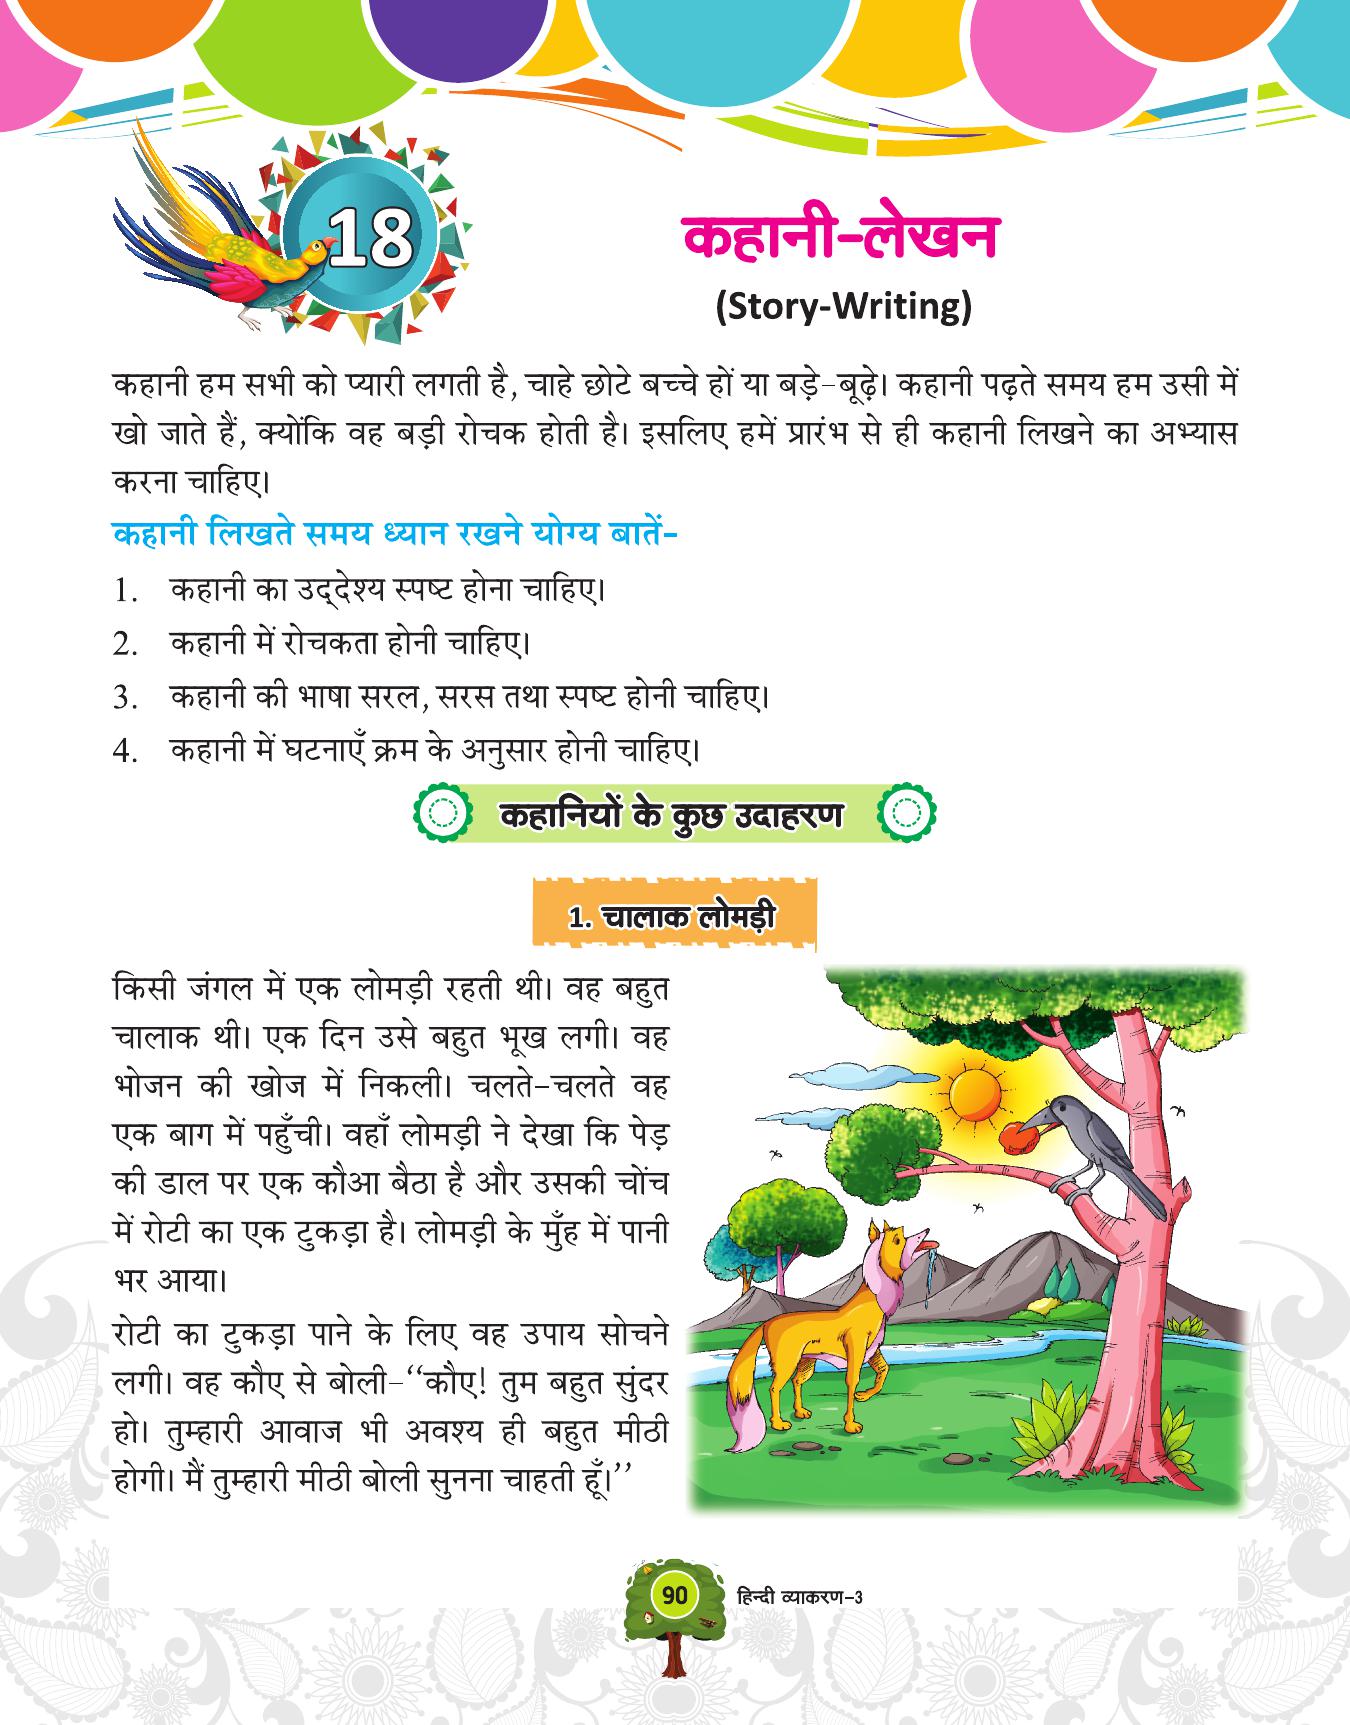 18
कहानी-लेखन
(Story-Writing)
कहानी हम सभी को प्यारी लगती है, चाहे छोटे बच्चे हों या बड़े-बूढ़े। कहानी पढ़ते समय हम उसी में
खो जाते हैं, क्योंकि वह बड़ी रोचक होती है। इसलिए हमें प्रारंभ से ही कहानी लिखने का अभ्यास
करना चाहिए।
कहानी लिखते समय ध्यान रखने योग्य बातें-
1. कहानी का उद्‌देश्य स्पष्ट होना चाहिए।
2. कहानी में रोचकता होनी चाहिए।
3. कहानी की भाषा सरल, सरस तथा स्पष्ट होनी चाहिए।
4. कहानी में घटनाएँ क्रम के अनुसार होनी चाहिए।
कहानियों के कुछ उदाहरण
1. चालाक लोमड़ी
किसी जंगल में एक लोमड़ी रहती थी। वह बहुत
चालाक थी। एक दिन उसे बहुत भूख लगी। वह
भोजन की खोज में निकली। चलते-चलते वह
एक बाग में पहुँची। वहाँ लोमड़ी ने देखा कि पेड़
की डाल पर एक कौआ बैठा है और उसकी चोंच
में रोटी का एक टुकड़ा है। लोमड़ी के मुँह में पानी
भर आया।
रोटी का टुकड़ा पाने के लिए वह उपाय सोचने
लगी। वह कौए से बोली-‘‘कौए! तुम बहुत सुंदर
हो। तुम्हारी आवाज भी अवश्य ही बहुत मीठी
होगी। मैं तुम्हारी मीठी बोली सुनना चाहती हूँ।’’
90 हिन्दी व्याकरण-3